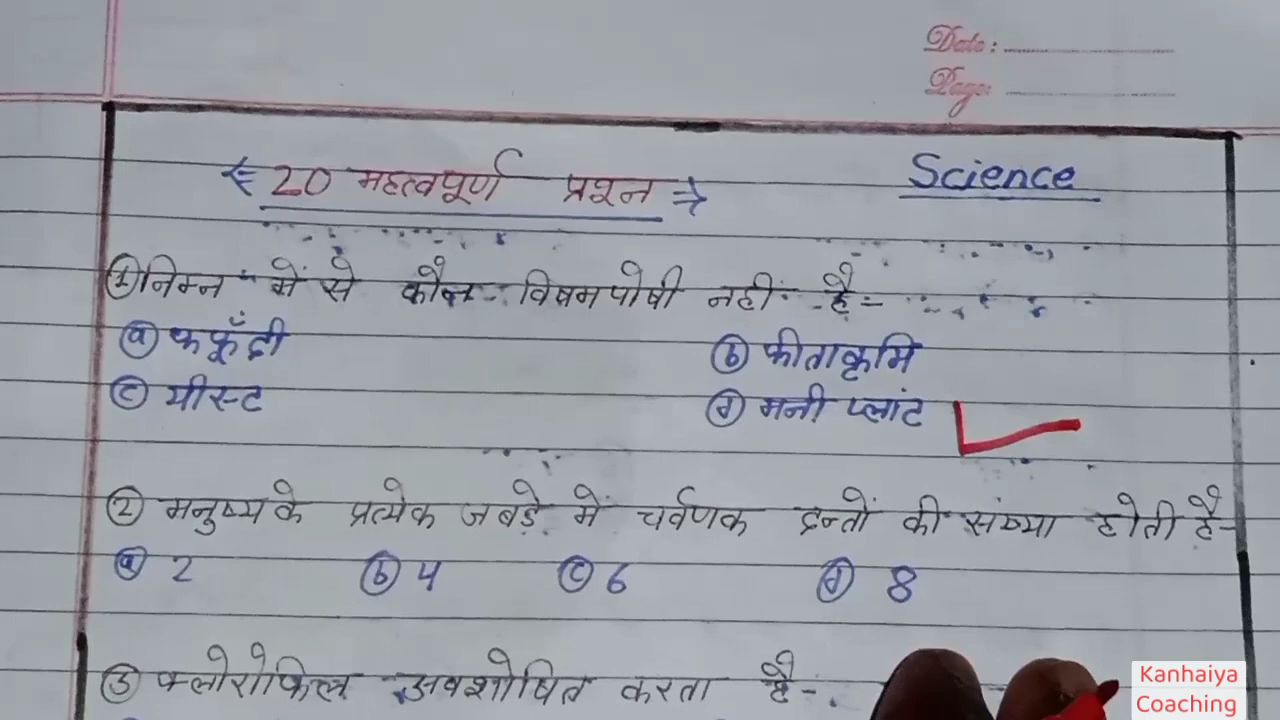 Date:
Page:
20 महत्वपूर्ण प्रश्न
Science
① निम्न में से कौन विषमपोषी नहीं है -
ⓐ फफूँदी ⓑ फीताकृमि
ⓒ यीस्ट ⓓ मनी प्लांट
② मनुष्य के प्रत्येक जबड़े में चर्वणक दन्तों की संख्या होती है -
ⓐ 2 ⓑ 4 ⓒ 6 ⓓ 8
③ क्लोरोफिल अवशोषित करता है -
Kanhaiya
Coaching